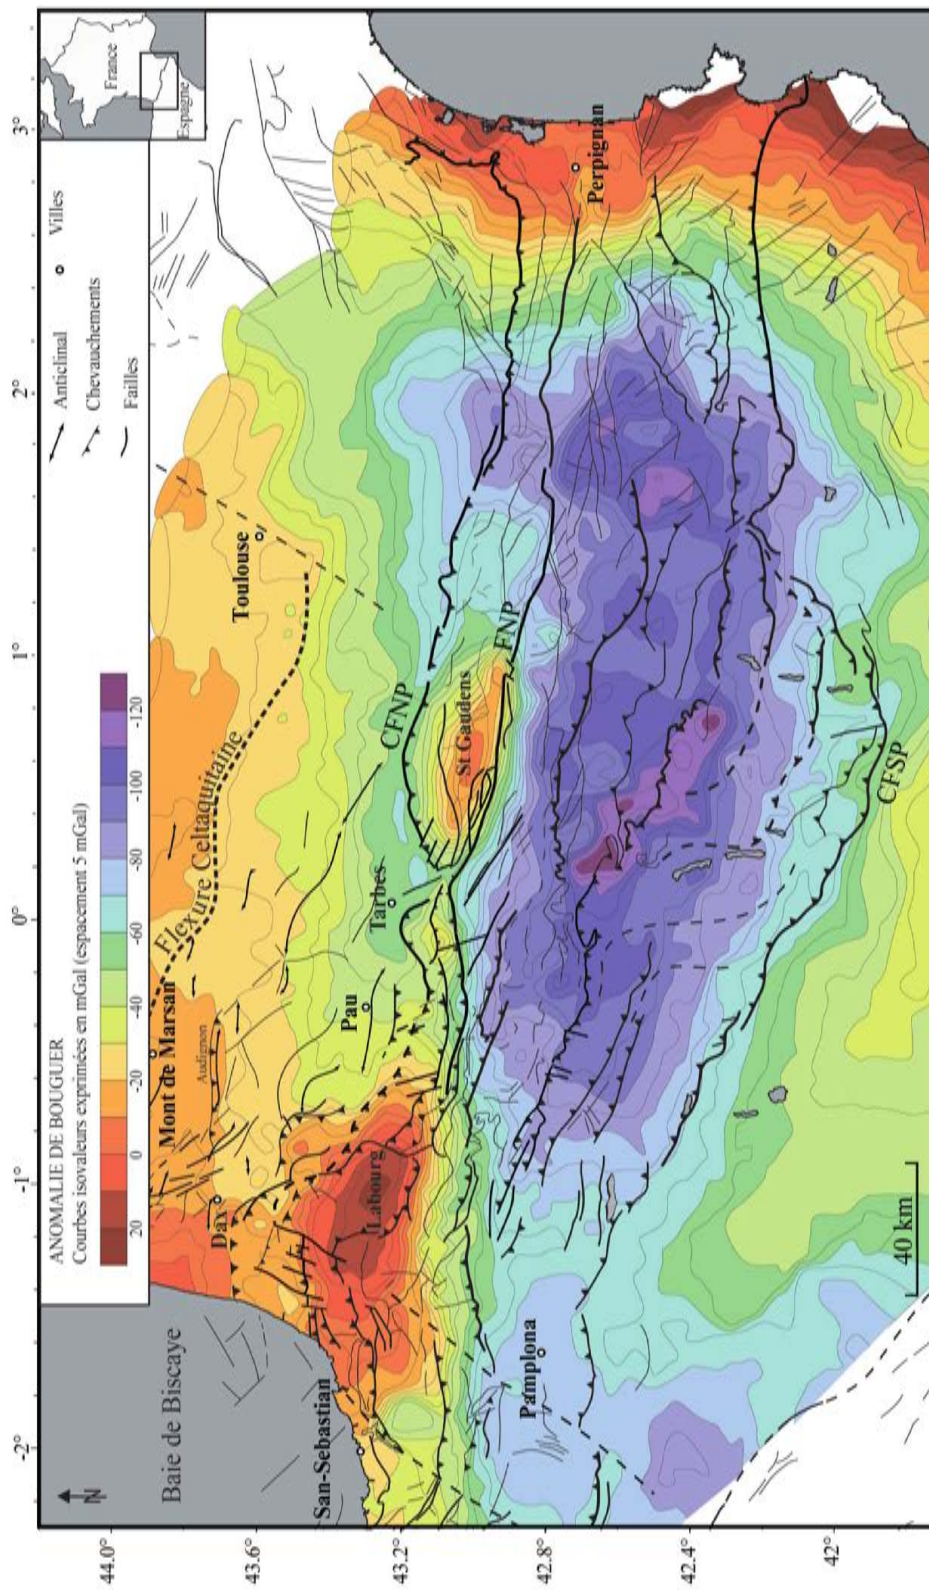 -2°
-1°
0°
1°
2°
3°
44.0°
43.6°
43.2°
42.8°
42.4°
42°
N
Baie de Biscaye
ANOMALIE DE BOUGUER
Courbes isovaleurs exprimées en mGal (espacement 5 mGal)
20
0
-20
-40
-60
-80
-100
-120
Anticlinal
Villes
Chevauchements
Failles
France
Espagne
Mont de Marsan
Flexure Celtaquitaine
Audignon
Dax
Toulouse
San-Sebastian
Labourg
Pau
Tarbes
CFNP
St Gaudens
FNP
Perpignan
Pamplona
CFSP
40 km